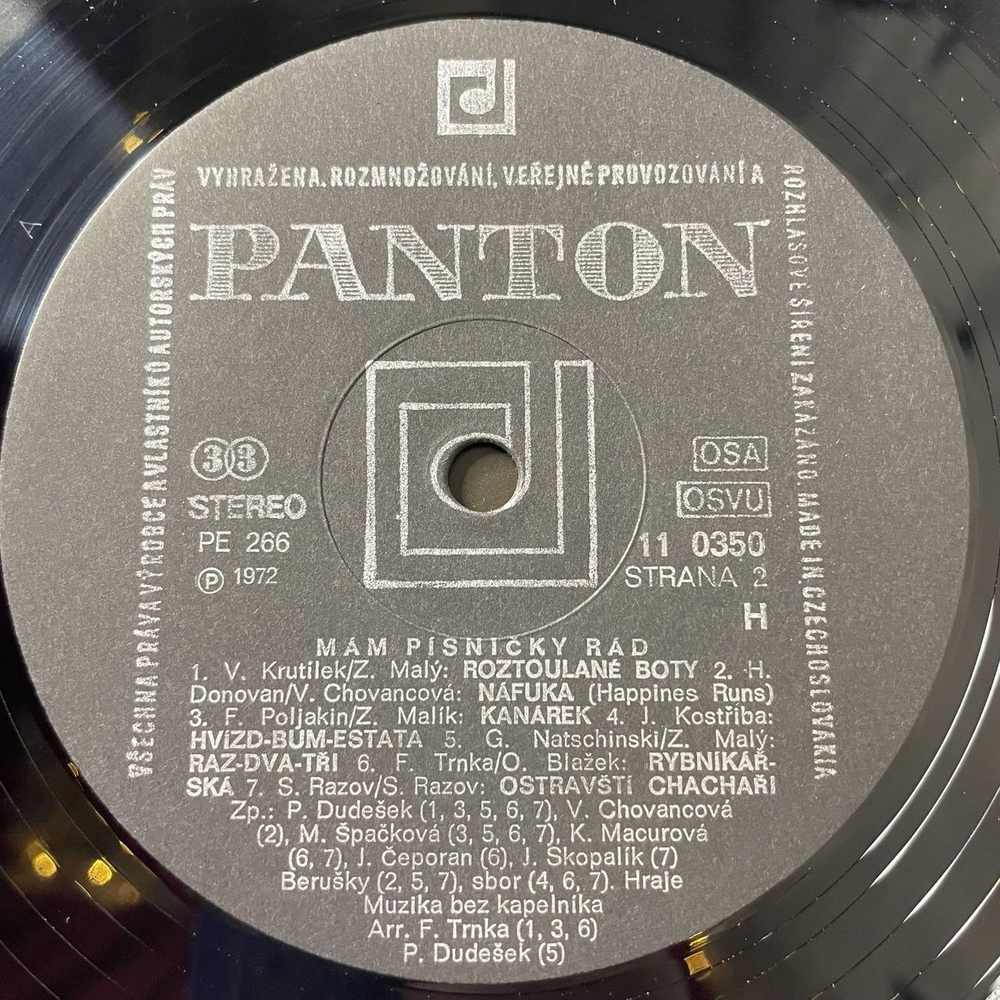 VŠECHNA PRÁVA VÝROBCE A VLASTNÍKŮ AUTORSKÝCH PRÁV
VYHRAŽENA. ROZMNOŽOVÁNÍ, VEŘEJNÉ PROVOZOVÁNÍ A
ROZHLASOVÉ ŠÍŘENÍ ZAKÁZÁNO. MADE IN CZECHOSLOVAKIA
PANTON
33
STEREO
PE 266
Ⓟ 1972
OSA
OSVU
11 0350
STRANA 2
H
MÁM PÍSNIČKY RÁD
1. V. Krutílek/Z. Malý: ROZTOULANÉ BOTY 2. H.
Donovan/V. Chovancová: NÁFUKA (Happines Runs)
3. F. Poljakin/Z. Malík: KANÁREK 4. J. Kostřiba:
HVÍZD-BUM-ESTATA 5. G. Natschinski/Z. Malý:
RAZ-DVA-TŘI 6. F. Trnka/O. Blažek: RYBNÍKÁŘ-
SKÁ 7. S. Razov/S. Razov: OSTRAVŠTÍ CHACHAŘI
Zp.: P. Dudešek (1, 3, 5, 6, 7), V. Chovancová
(2), M. Špačková (3, 5, 6, 7), K. Macurová
(6, 7), J. Čeporan (6), J. Skopalík (7)
Berušky (2, 5, 7), sbor (4, 6, 7). Hraje
Muzika bez kapelníka
Arr. F. Trnka (1, 3, 6)
P. Dudešek (5)